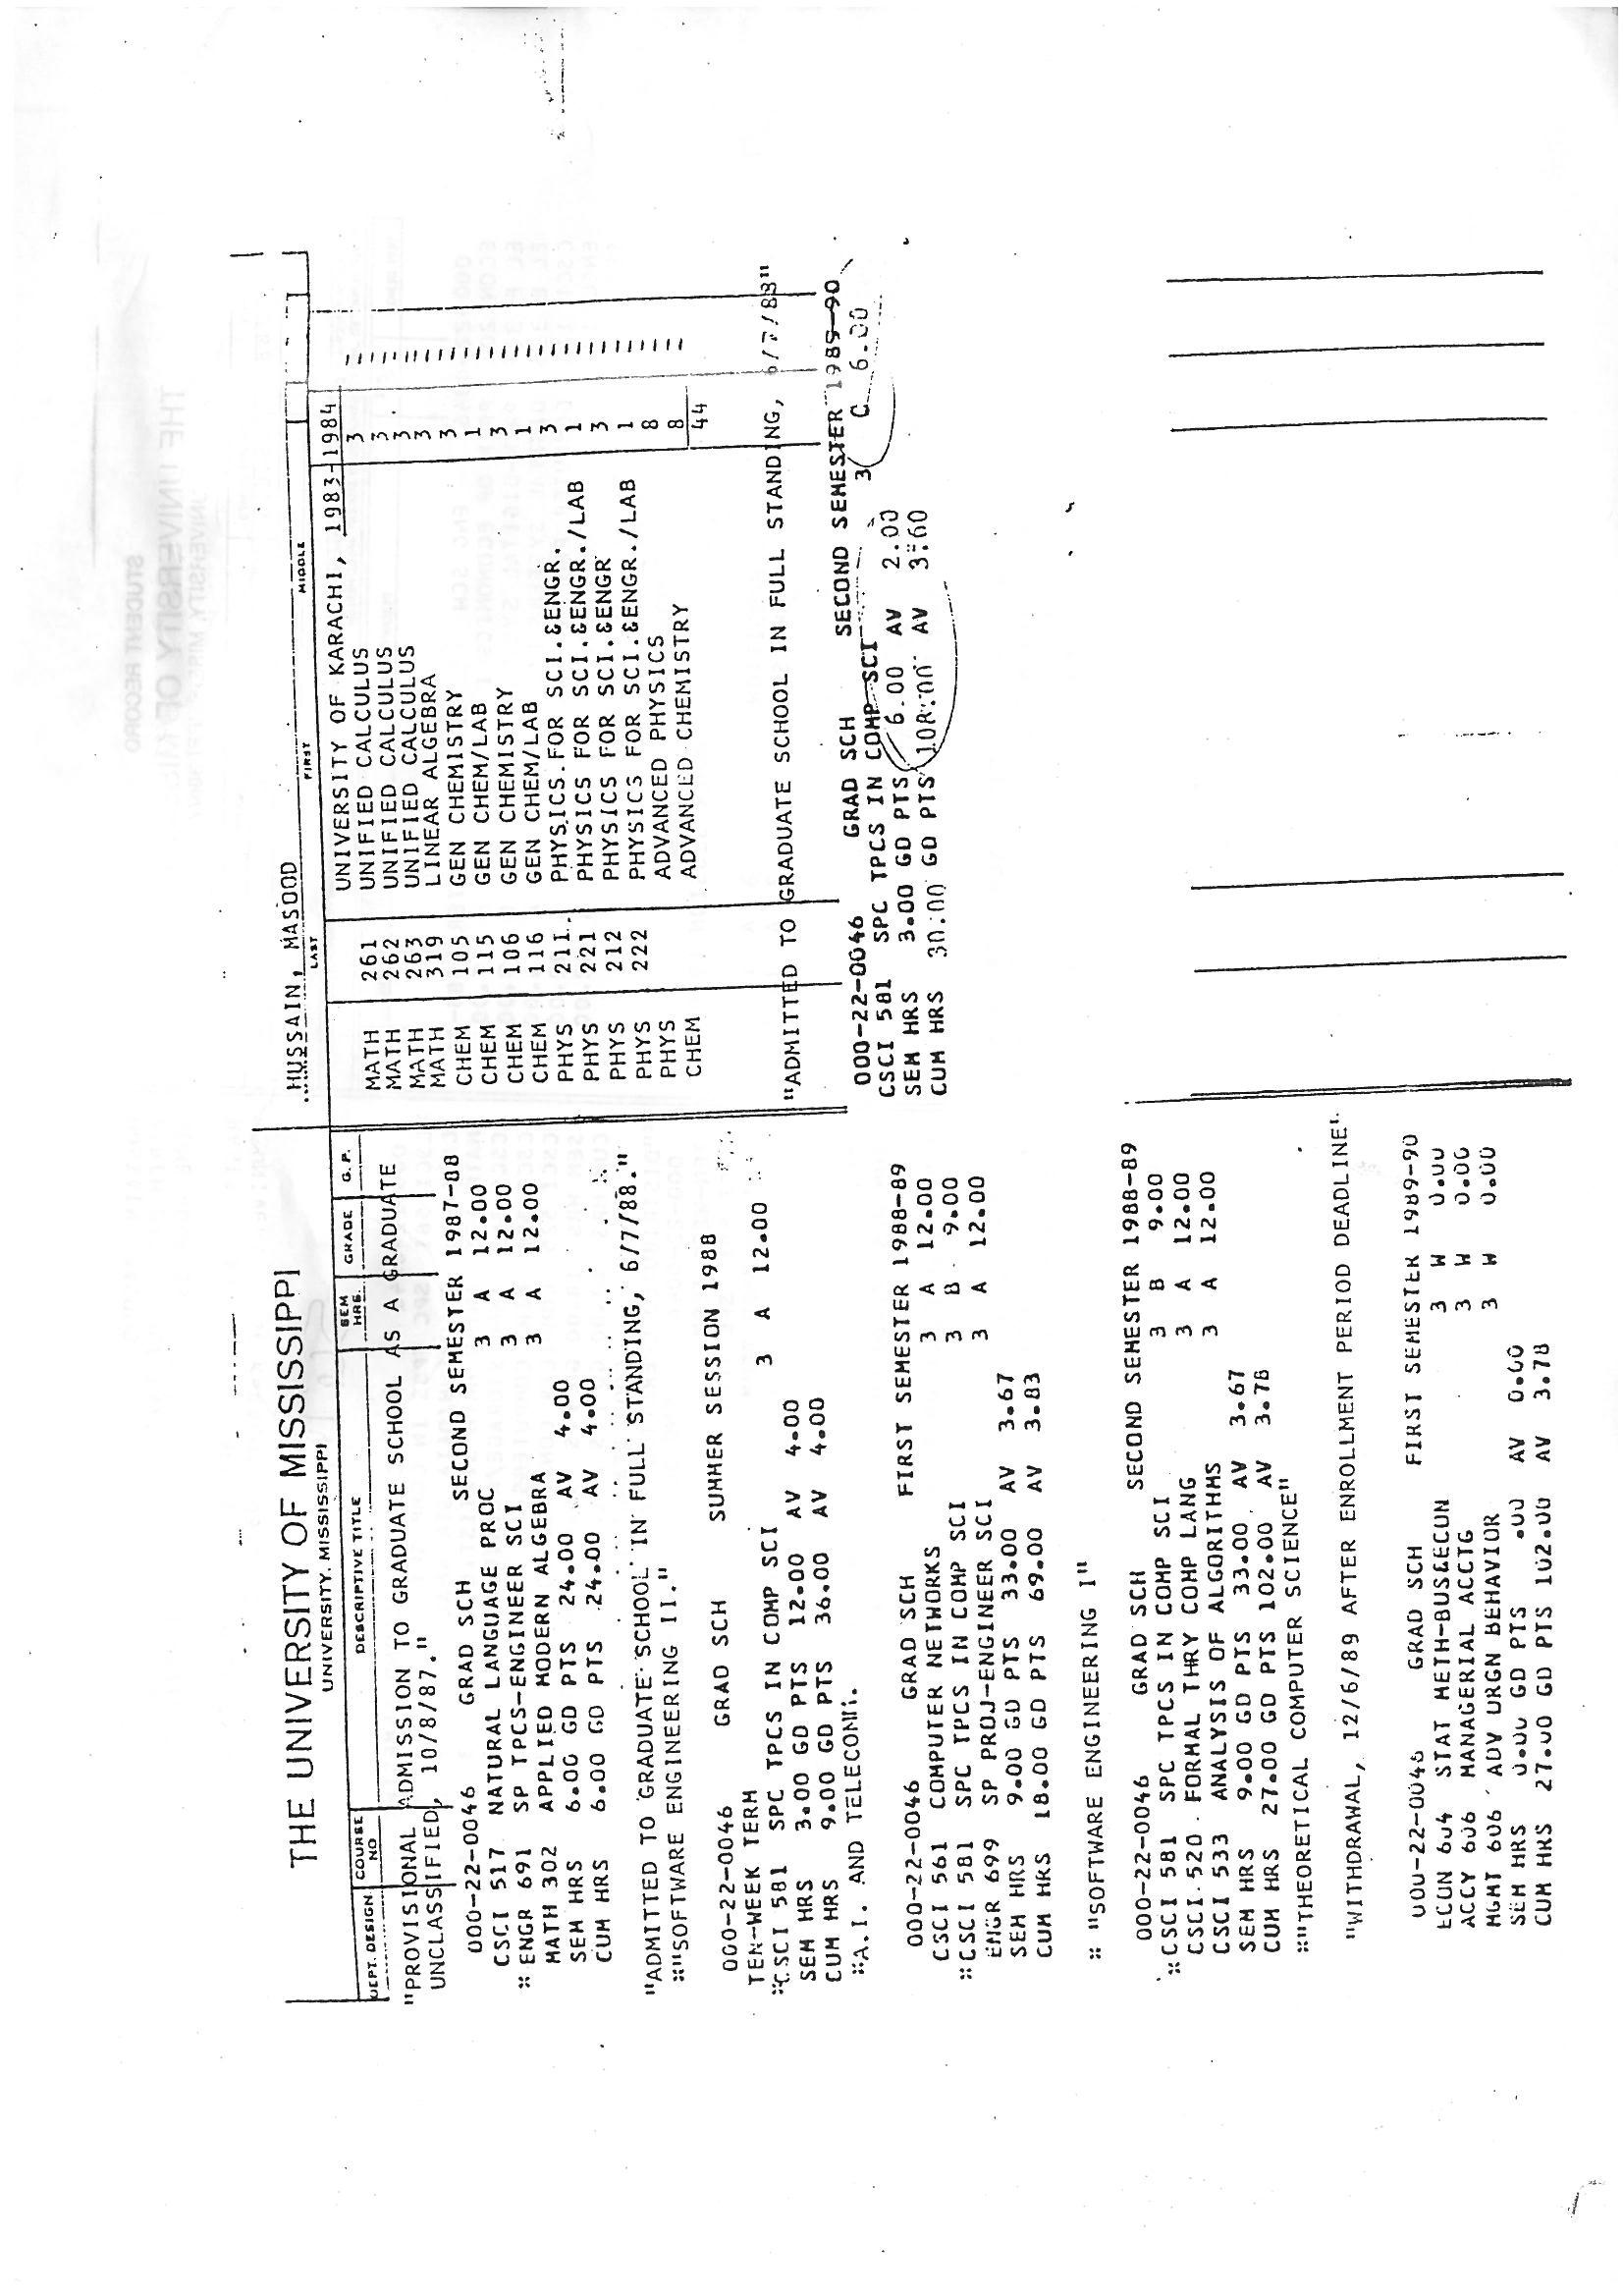 THE UNIVERSITY OF MISSISSIPPI
UNIVERSITY, MISSISSIPPI
DEPT. DESIGN. COURSE NO DESCRIPTIVE TITLE SEM HRS. GRADE G. P.
"PROVISIONAL ADMISSION TO GRADUATE SCHOOL AS A GRADUATE
UNCLASSIFIED, 10/8/87."
000-22-0046 GRAD SCH SECOND SEMESTER 1987-88
CSCI 517 NATURAL LANGUAGE PROC 3 A 12.00
* ENGR 691 SP TPCS-ENGINEER SCI 3 A 12.00
MATH 302 APPLIED MODERN ALGEBRA 3 A 12.00
SEM HRS 6.00 GD PTS 24.00 AV 4.00
CUM HRS 6.00 GD PTS 24.00 AV 4.00
"ADMITTED TO GRADUATE SCHOOL IN FULL STANDING, 6/7/88."
*"SOFTWARE ENGINEERING II."
000-22-0046 GRAD SCH SUMMER SESSION 1988
TEN-WEEK TERM
*CSCI 581 SPC TPCS IN COMP SCI 3 A 12.00
SEM HRS 3.00 GD PTS 12.00 AV 4.00
CUM HRS 9.00 GD PTS 36.00 AV 4.00
*A.I. AND TELECOM".
000-22-0046 GRAD SCH FIRST SEMESTER 1988-89
CSCI 561 COMPUTER NETWORKS 3 A 12.00
*CSCI 581 SPC TPCS IN COMP SCI 3 B 9.00
ENGR 699 SP PROJ-ENGINEER SCI 3 A 12.00
SEM HRS 9.00 GD PTS 33.00 AV 3.67
CUM HRS 18.00 GD PTS 69.00 AV 3.83
* "SOFTWARE ENGINEERING I"
000-22-0046 GRAD SCH SECOND SEMESTER 1988-89
*CSCI 581 SPC TPCS IN COMP SCI 3 B 9.00
CSCI 520 FORMAL THRY COMP LANG 3 A 12.00
CSCI 533 ANALYSIS OF ALGORITHMS 3 A 12.00
SEM HRS 9.00 GD PTS 33.00 AV 3.67
CUM HRS 27.00 GD PTS 102.00 AV 3.78
*"THEORETICAL COMPUTER SCIENCE"
"WITHDRAWAL, 12/6/89 AFTER ENROLLMENT PERIOD DEADLINE".
000-22-0046 GRAD SCH FIRST SEMESTER 1989-90
ECON 604 STAT METH-BUS&ECON 3 W 0.00
ACCY 606 MANAGERIAL ACCTG 3 W 0.00
MGMT 606 ADV ORGN BEHAVIOR 3 W 0.00
SEM HRS 0.00 GD PTS .00 AV 0.00
CUM HRS 27.00 GD PTS 102.00 AV 3.78
HUSSAIN, MASOOD
LAST FIRST MIDDLE
UNIVERSITY OF KARACHI, 1983-1984
MATH 261 UNIFIED CALCULUS 3
MATH 262 UNIFIED CALCULUS 3
MATH 263 UNIFIED CALCULUS 3
MATH 319 LINEAR ALGEBRA 3
CHEM 105 GEN CHEMISTRY 3
CHEM 115 GEN CHEM/LAB 1
CHEM 106 GEN CHEMISTRY 3
CHEM 116 GEN CHEM/LAB 1
PHYS 211 PHYSICS FOR SCI.&ENGR. 3
PHYS 221 PHYSICS FOR SCI.&ENGR./LAB 1
PHYS 212 PHYSICS FOR SCI.&ENGR 3
PHYS 222 PHYSICS FOR SCI.&ENGR./LAB 1
PHYS ADVANCED PHYSICS 8
CHEM ADVANCED CHEMISTRY 8
44
"ADMITTED TO GRADUATE SCHOOL IN FULL STANDING, 6/7/88"
000-22-0046 GRAD SCH SECOND SEMESTER 1989-90
CSCI 581 SPC TPCS IN COMP SCI 3 C 6.00
SEM HRS 3.00 GD PTS 6.00 AV 2.00
CUM HRS 30.00 GD PTS 108.00 AV 3.60